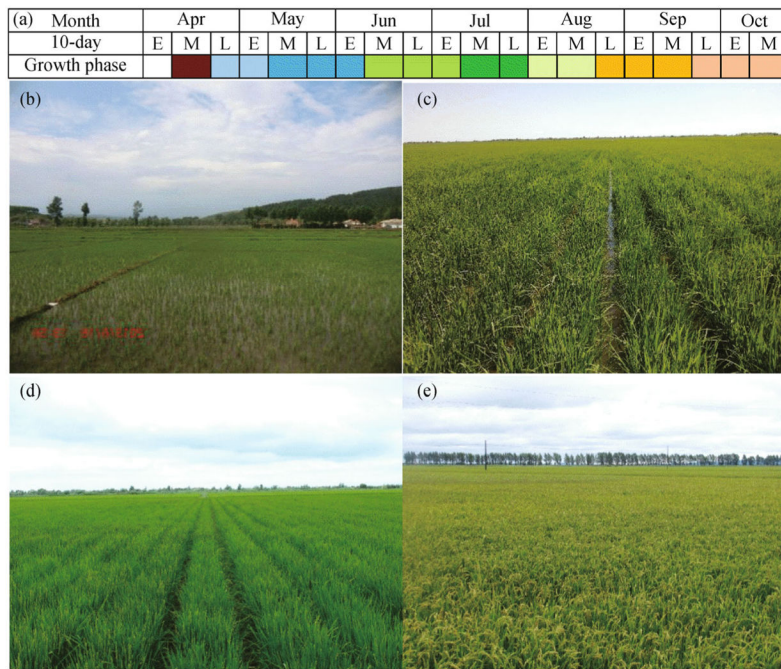 (a) Month Apr May Jun Jul Aug Sep Oct
10-day E M L E M L E M L E M L E M L E M L E M
Growth phase
(b)
(c)
(d)
(e)